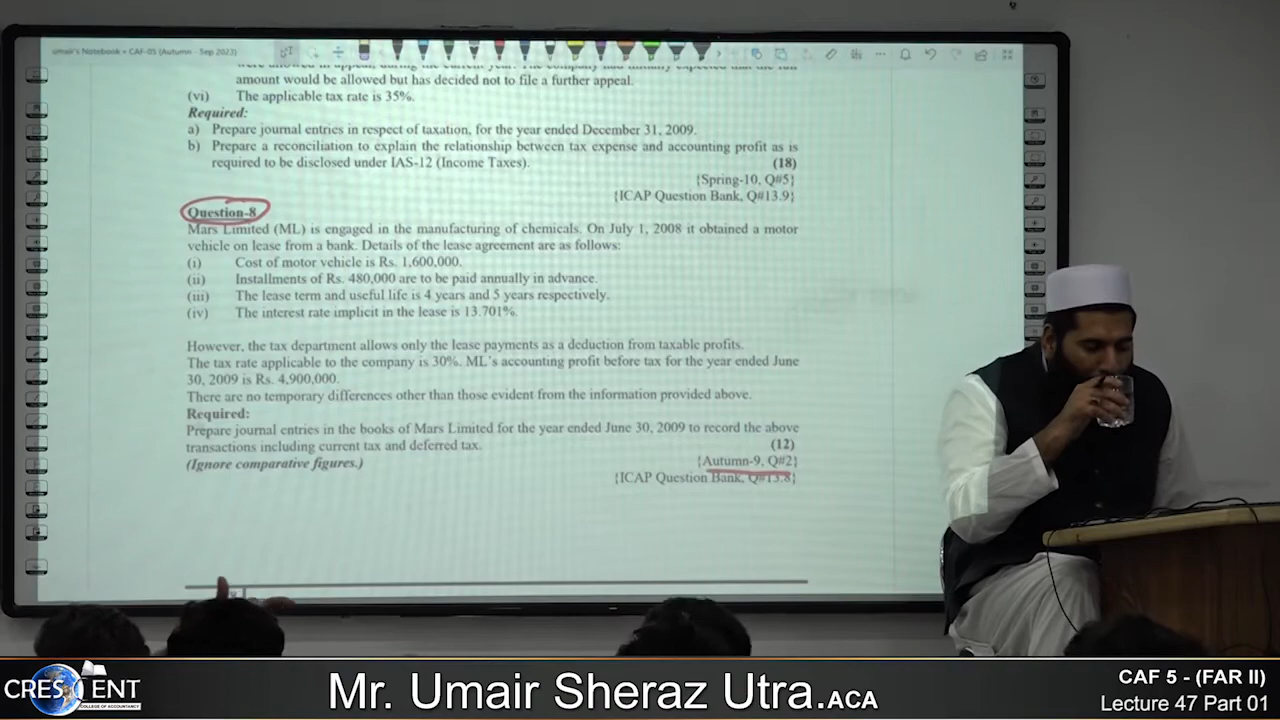 umair's Notebook » CAF-05 (Autumn - Sep 2023)
amount would be allowed but has decided not to file a further appeal.
(vi) The applicable tax rate is 35%.
Required:
a) Prepare journal entries in respect of taxation, for the year ended December 31, 2009.
b) Prepare a reconciliation to explain the relationship between tax expense and accounting profit as is
required to be disclosed under IAS-12 (Income Taxes). (18)
{Spring-10, Q#5}
{ICAP Question Bank, Q#13.9}
Question-8
Mars Limited (ML) is engaged in the manufacturing of chemicals. On July 1, 2008 it obtained a motor
vehicle on lease from a bank. Details of the lease agreement are as follows:
(i) Cost of motor vehicle is Rs. 1,600,000.
(ii) Installments of Rs. 480,000 are to be paid annually in advance.
(iii) The lease term and useful life is 4 years and 5 years respectively.
(iv) The interest rate implicit in the lease is 13.701%.
However, the tax department allows only the lease payments as a deduction from taxable profits.
The tax rate applicable to the company is 30%. ML's accounting profit before tax for the year ended June
30, 2009 is Rs. 4,900,000.
There are no temporary differences other than those evident from the information provided above.
Required:
Prepare journal entries in the books of Mars Limited for the year ended June 30, 2009 to record the above
transactions including current tax and deferred tax. (12)
(Ignore comparative figures.) {Autumn-9, Q#2}
{ICAP Question Bank, Q#13.8}
CRESCENT
COLLEGE OF ACCOUNTANCY
Mr. Umair Sheraz Utra.ACA
CAF 5 - (FAR II)
Lecture 47 Part 01